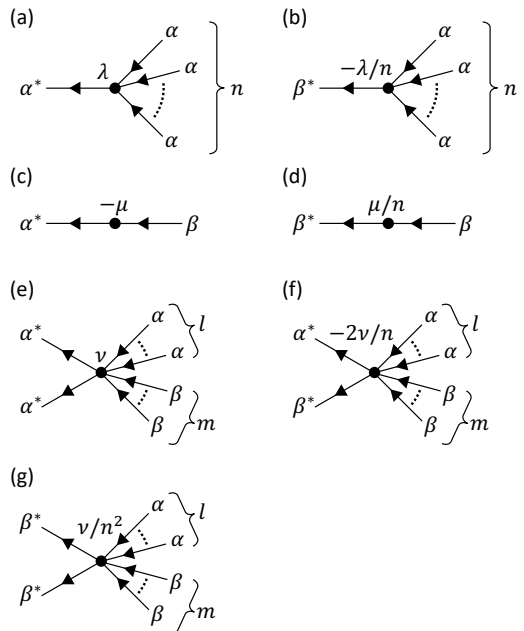 (a)
α
α* λ α n
α
(b)
α
β* −λ/n α n
α
(c)
α* −μ β
(d)
β* μ/n β
(e)
α l
α* ν α
α* β
β m
(f)
α l
α* −2ν/n α
β* β
β m
(g)
α l
β* ν/n² α
β* β
β m